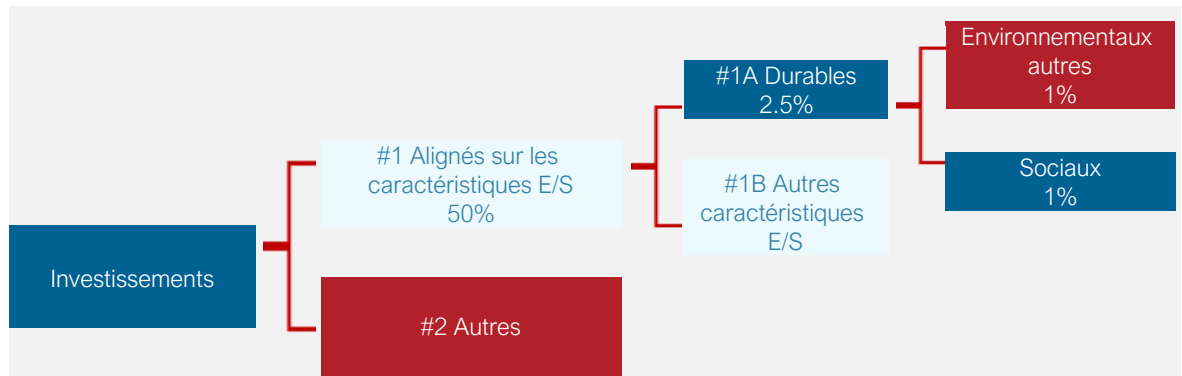 Investissements
#1 Alignés sur les
caractéristiques E/S
50%
#2 Autres
#1A Durables
2.5%
#1B Autres
caractéristiques
E/S
Environnementaux
autres
1%
Sociaux
1%